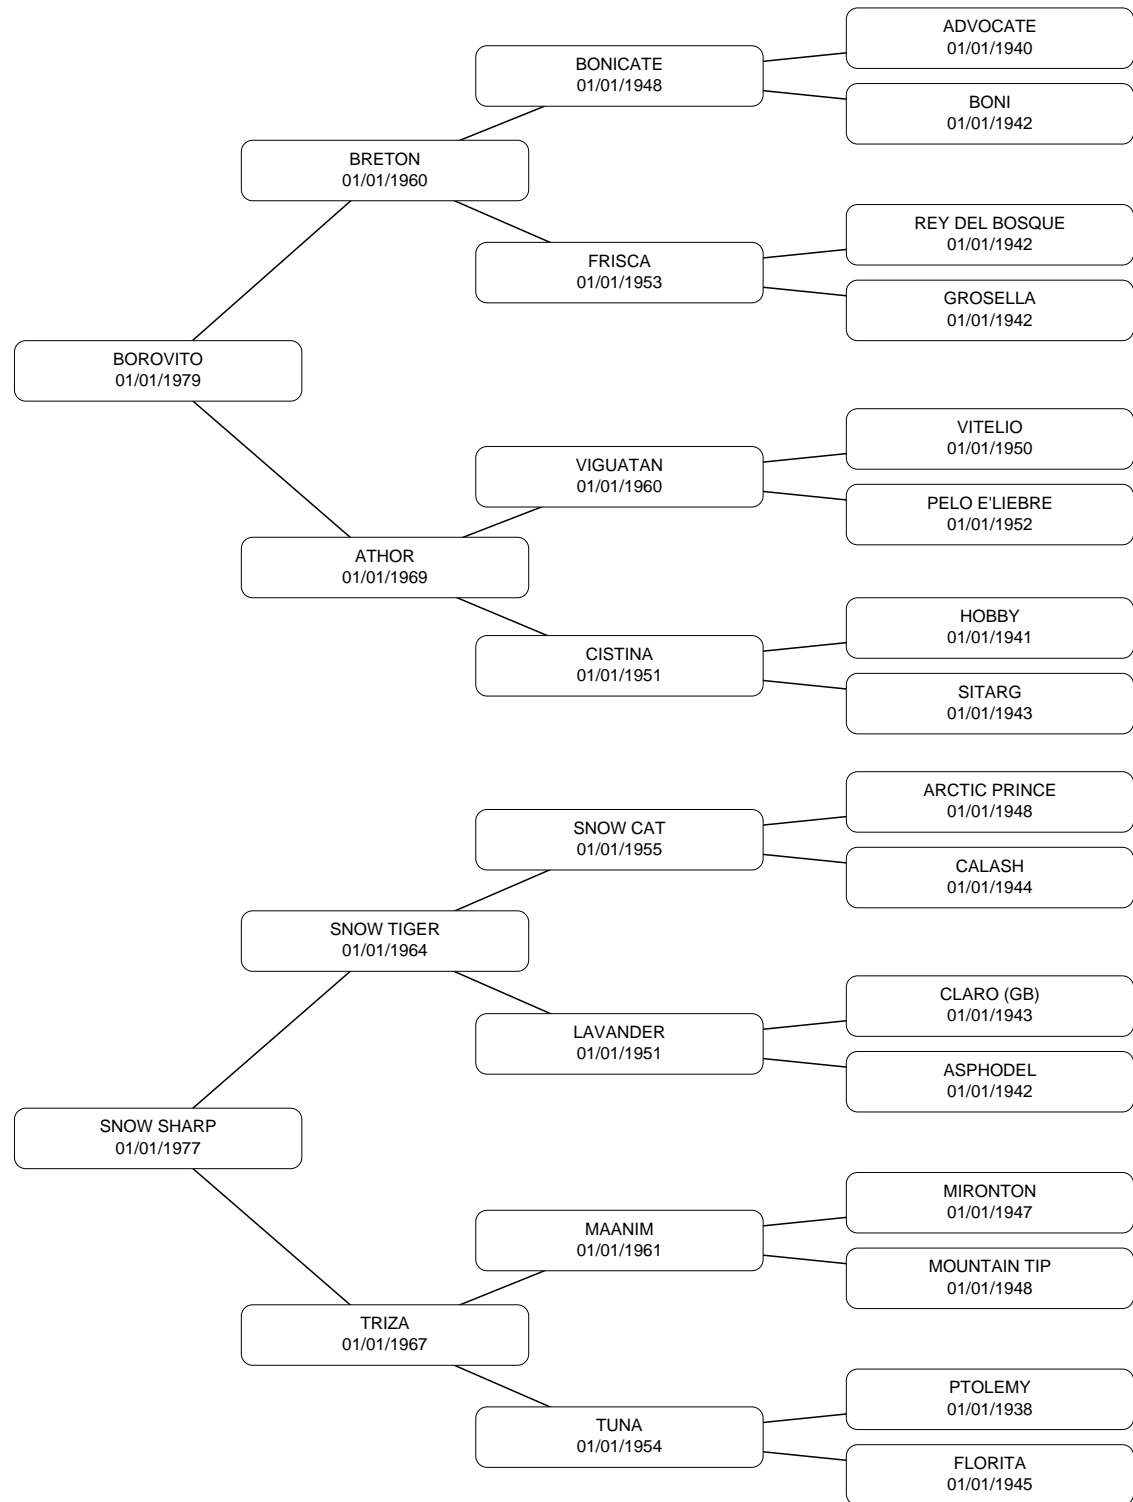 ADVOCATE
01/01/1940
BONICATE
01/01/1948
BONI
01/01/1942
BRETON
01/01/1960
REY DEL BOSQUE
01/01/1942
FRISCA
01/01/1953
GROSELLA
01/01/1942
BOROVITO
01/01/1979
VITELIO
01/01/1950
VIGUATAN
01/01/1960
PELO E'LIEBRE
01/01/1952
ATHOR
01/01/1969
HOBBY
01/01/1941
CISTINA
01/01/1951
SITARG
01/01/1943
ARCTIC PRINCE
01/01/1948
SNOW CAT
01/01/1955
CALASH
01/01/1944
SNOW TIGER
01/01/1964
CLARO (GB)
01/01/1943
LAVANDER
01/01/1951
ASPHODEL
01/01/1942
SNOW SHARP
01/01/1977
MIRONTON
01/01/1947
MAANIM
01/01/1961
MOUNTAIN TIP
01/01/1948
TRIZA
01/01/1967
PTOLEMY
01/01/1938
TUNA
01/01/1954
FLORITA
01/01/1945